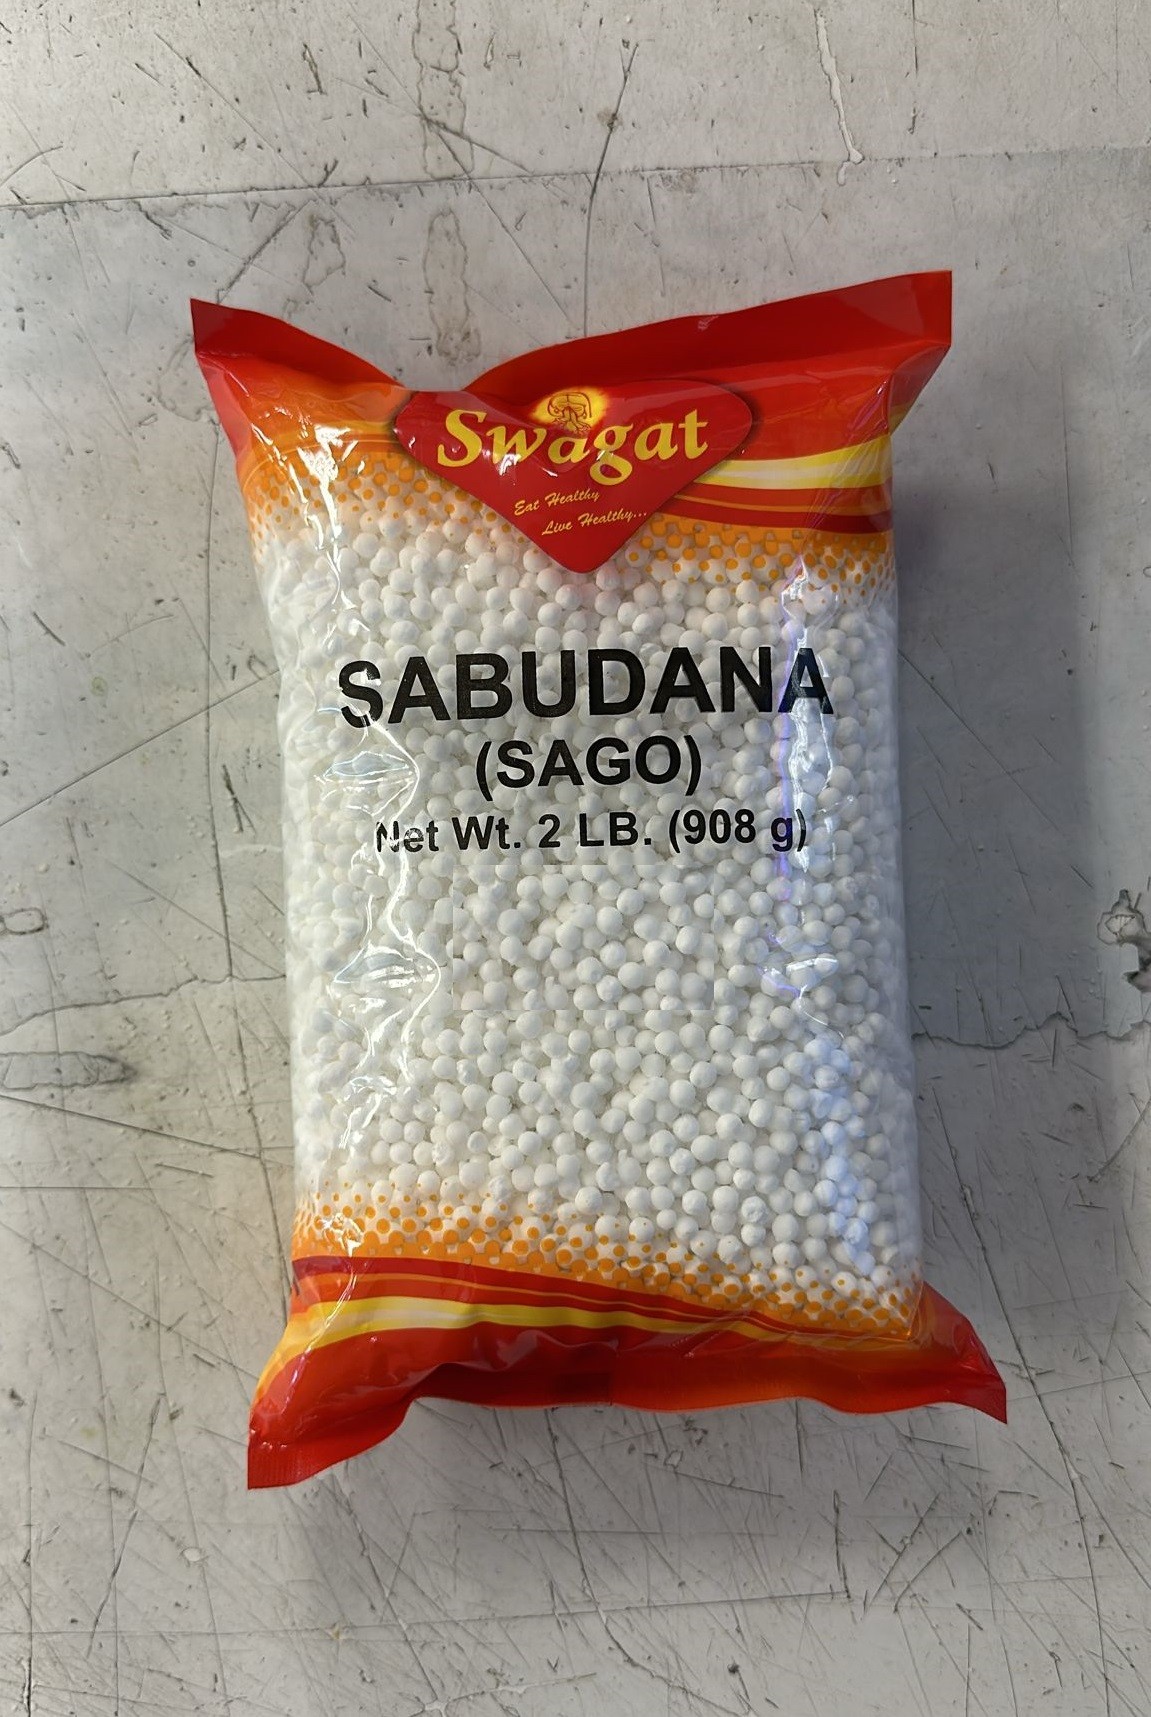 Swagat
Eat Healthy
Live Healthy...
SABUDANA
(SAGO)
Net Wt. 2 LB. (908 g)